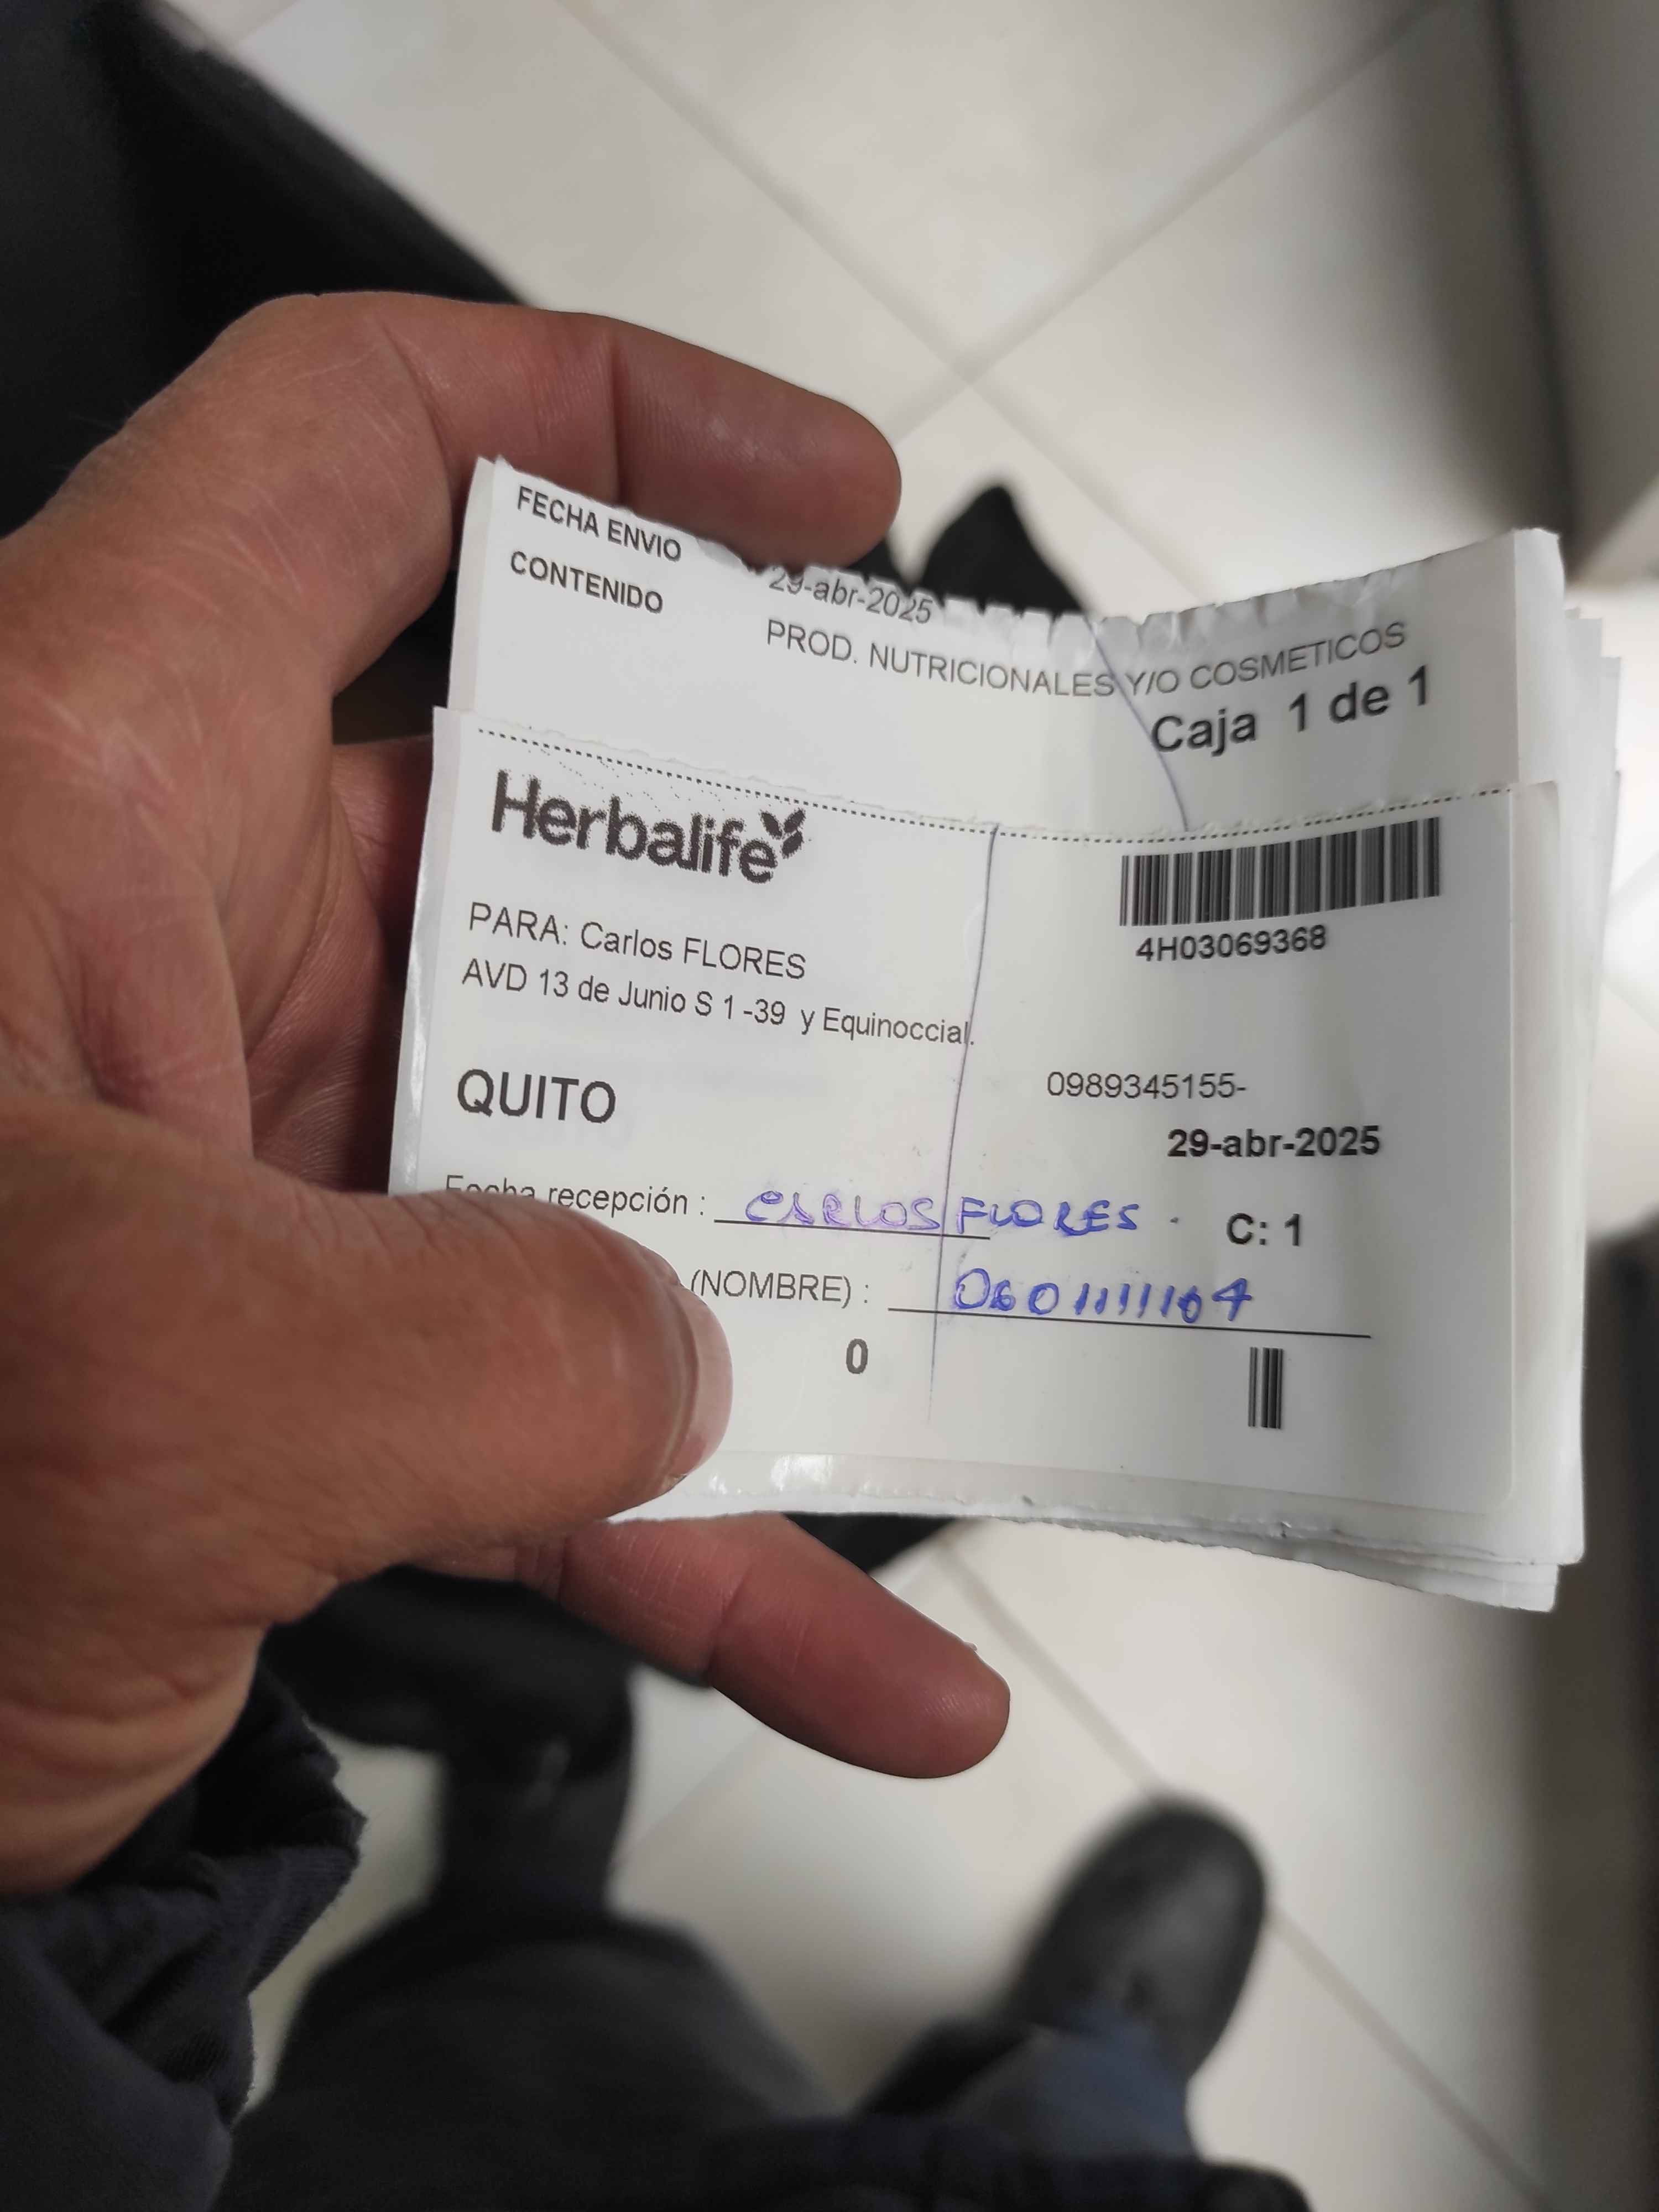 FECHA ENVIO 29-abr-2025
CONTENIDO PROD. NUTRICIONALES Y/O COSMETICOS
Caja 1 de 1
Herbalife
4H03069368
PARA: Carlos FLORES
AVD 13 de Junio S 1 -39 y Equinoccial.
QUITO
0989345155-
29-abr-2025
Fecha recepción : CARLOS FLORES.
C: 1
(NOMBRE) :
0